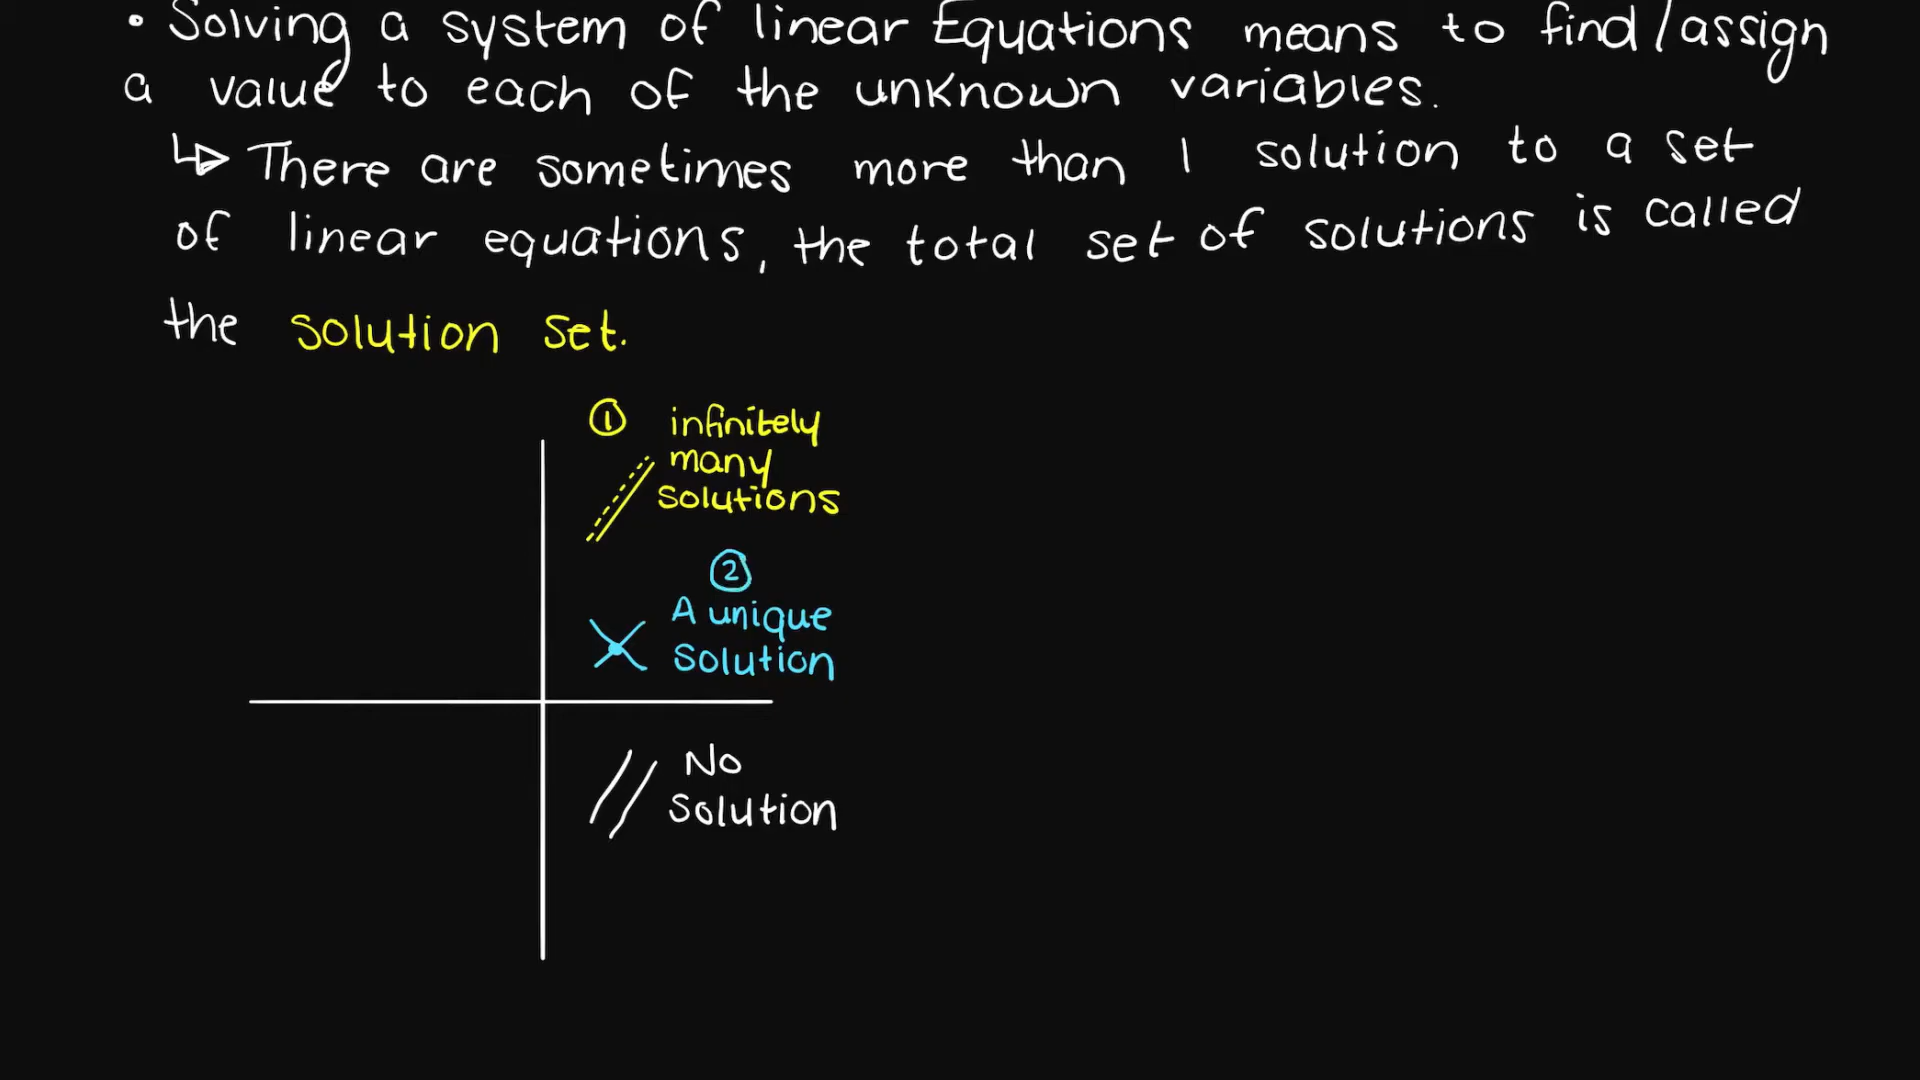 • Solving a system of linear Equations means to find/assign
a value to each of the unknown variables.
↳ There are sometimes more than 1 solution to a set
of linear equations, the total set of solutions is called
the solution set.
① infinitely
many
solutions
②
A unique
solution
No
solution